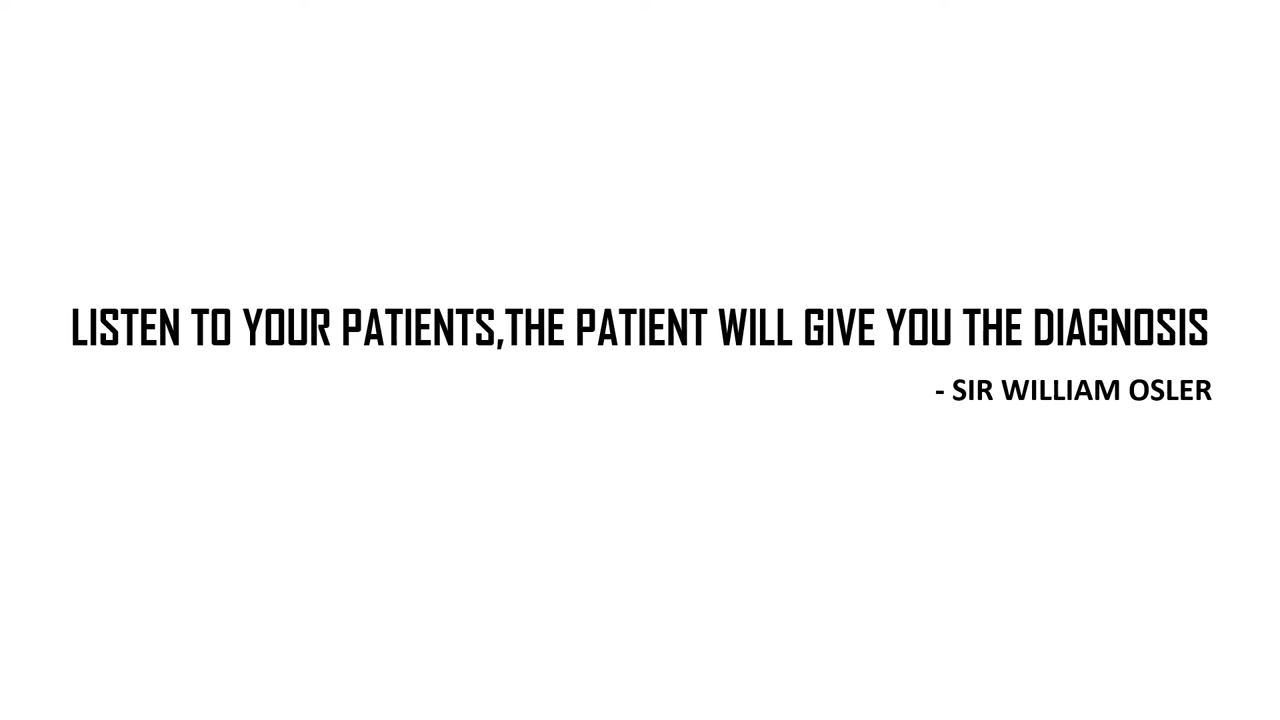 LISTEN TO YOUR PATIENTS,THE PATIENT WILL GIVE YOU THE DIAGNOSIS
- SIR WILLIAM OSLER